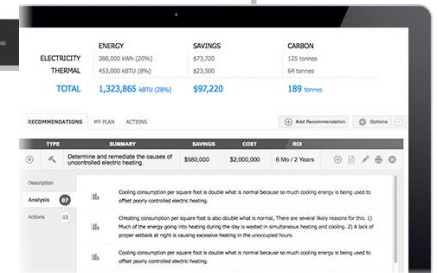 ENERGY SAVINGS CARBON
ELECTRICITY 388,000 kWh (20%) $73,720 125 tonnes
THERMAL 453,000 kBTU (8%) $23,500 64 tonnes
TOTAL 1,323,865 kBTU (28%) $97,220 189 tonnes
RECOMMENDATIONS MY PLAN ACTIONS Add Recommendation Options
TYPE SUMMARY SAVINGS COST ROI
Determine and remediate the causes of $560,000 $2,000,000 6 Mo / 2 Years
uncontrolled electric heating.
Description
Analysis 67
Actions
Cooling consumption per square foot is double what is normal because so much cooling energy is being used to
offset poorly controlled electric heating.
CHeating consumption per square foot is also double what is normal, There are several likely reasons for this. 1)
Much of the energy going into heating during the day is wasted in simultaneous heating and cooling. 2) A lack of
proper setback at night is causing excessive heating in the unoccupied hours.
Cooling consumption per square foot is double what is normal because so much cooling energy is being used to
offset poorly controlled electric heating.